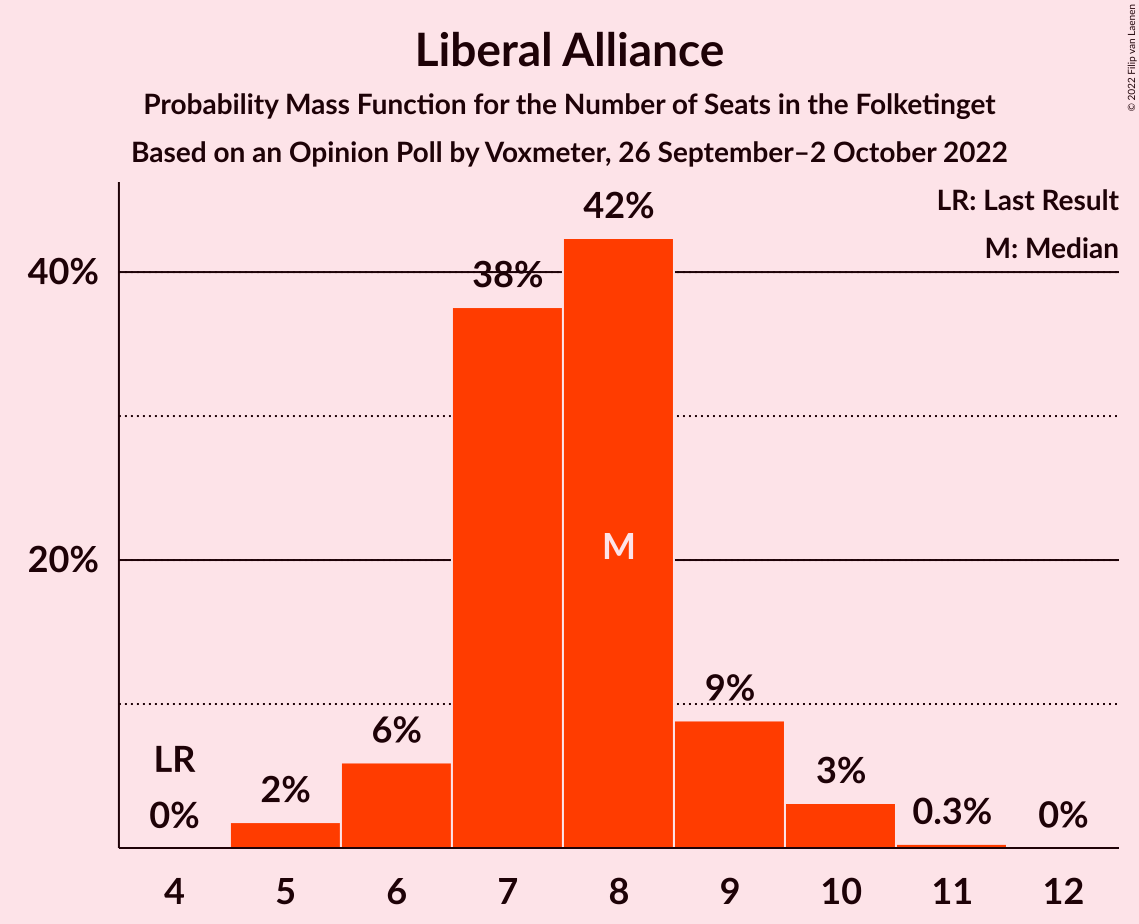 Liberal Alliance
Probability Mass Function for the Number of Seats in the Folketinget
Based on an Opinion Poll by Voxmeter, 26 September–2 October 2022
© 2022 Filip van Laenen
LR: Last Result
M: Median
42%
40%
38%
M
20%
9%
6%
LR
3%
2%
0%
0.3%
0%
4 5 6 7 8 9 10 11 12